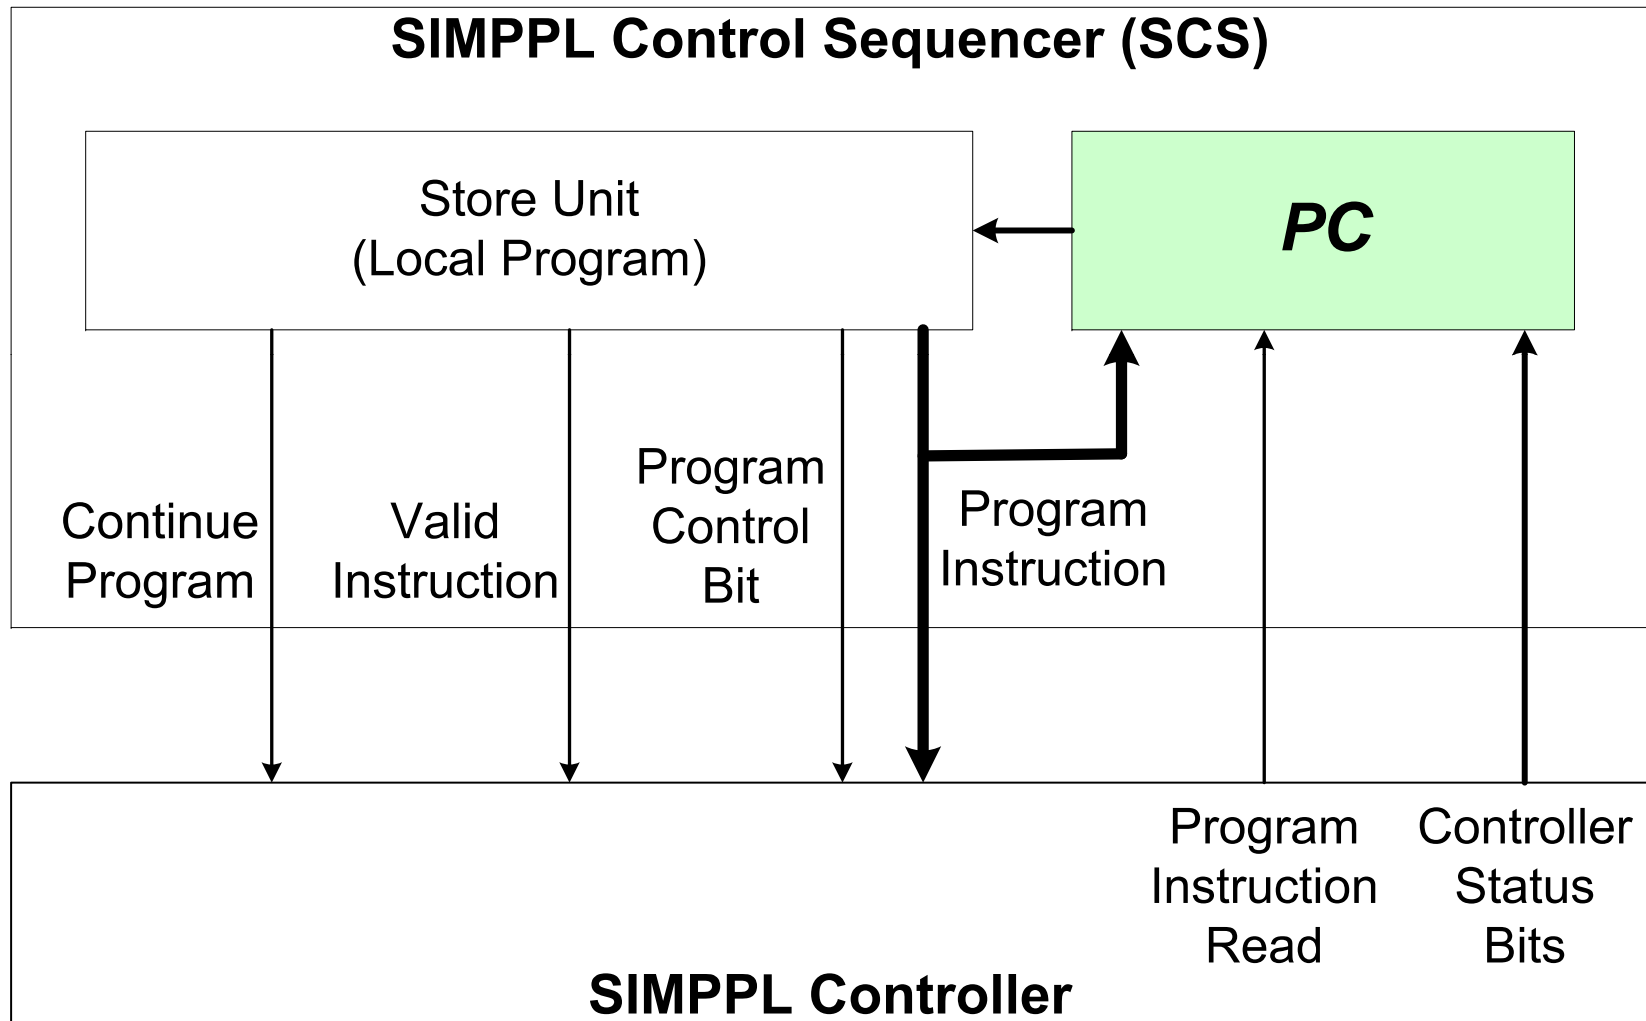 SIMPPL Control Sequencer (SCS)
Store Unit
(Local Program)
PC
Continue
Program
Valid
Instruction
Program
Control
Bit
Program
Instruction
Program
Instruction
Read
Controller
Status
Bits
SIMPPL Controller